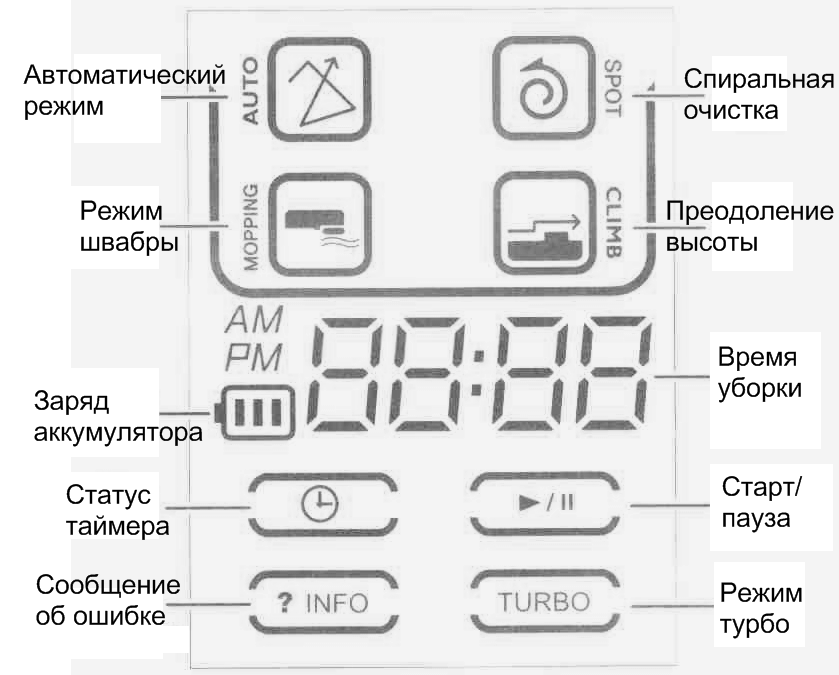 Автоматический
режим
AUTO
SPOT
Спиральная
очистка
Режим
швабры
MOPPING
CLIMB
Преодоление
высоты
AM
PM
88:88
Время
уборки
Заряд
аккумулятора
Статус
таймера
Старт/
пауза
Сообщение
об ошибке
? INFO
TURBO
Режим
турбо